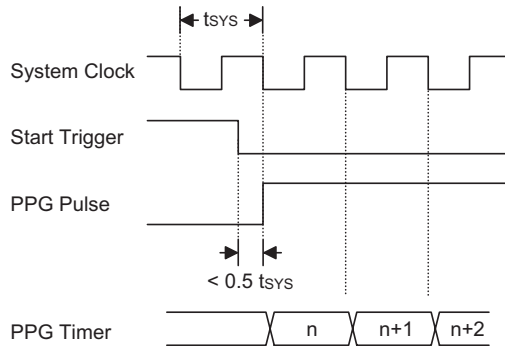 tSYS
System Clock
Start Trigger
PPG Pulse
< 0.5 tSYS
PPG Timer
n
n+1
n+2